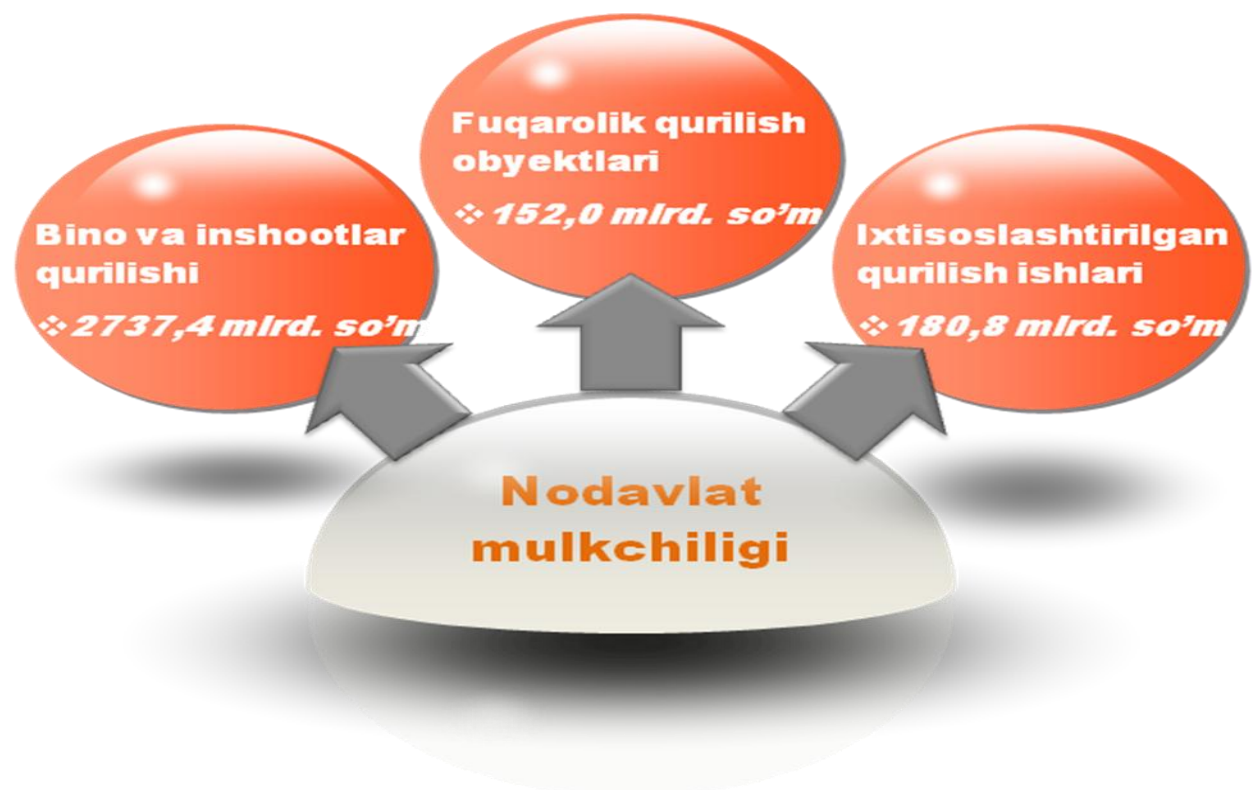 Fuqarolik qurilish
obyektlari
❖ 152,0 mlrd. so’m
Bino va inshootlar
qurilishi
❖ 2737,4 mlrd. so’m
Ixtisoslashtirilgan
qurilish ishlari
❖ 180,8 mlrd. so’m
Nodavlat
mulkchiligi